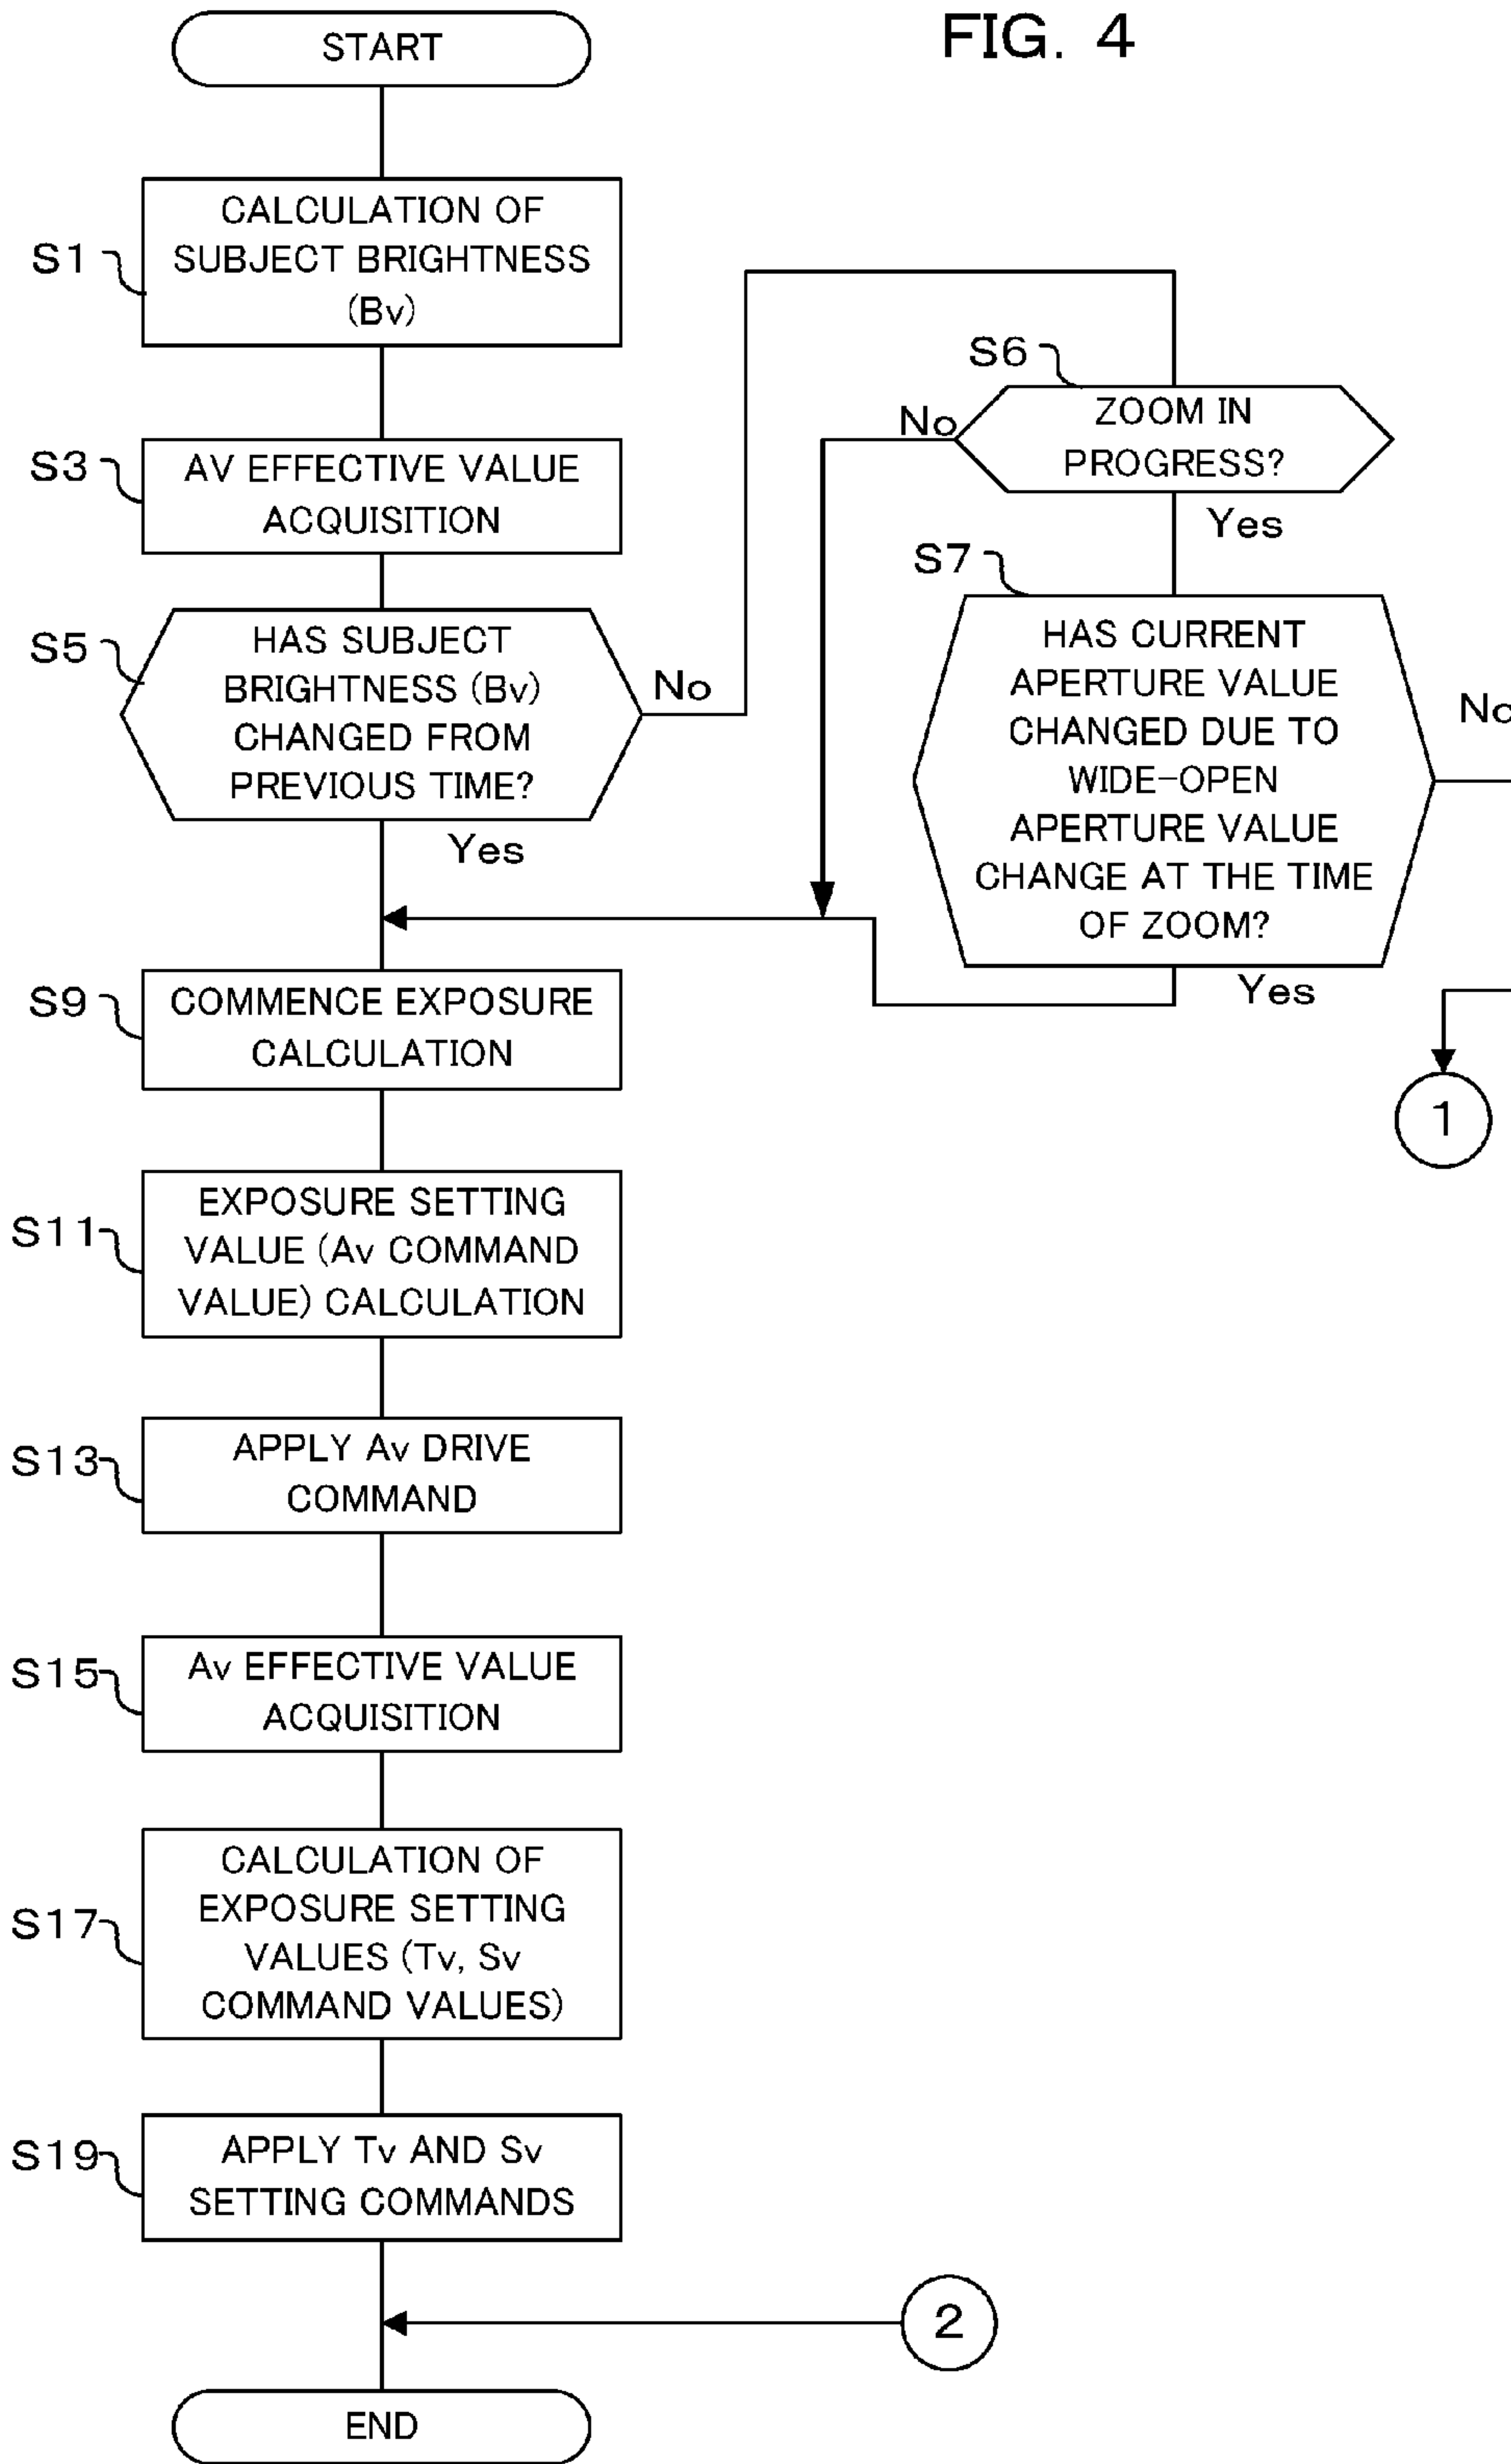 FIG. 4
START
S1
CALCULATION OF
SUBJECT BRIGHTNESS
(Bv)
S3
AV EFFECTIVE VALUE
ACQUISITION
S5
HAS SUBJECT
BRIGHTNESS (Bv)
CHANGED FROM
PREVIOUS TIME?
No
Yes
S6
ZOOM IN
PROGRESS?
No
Yes
S7
HAS CURRENT
APERTURE VALUE
CHANGED DUE TO
WIDE-OPEN
APERTURE VALUE
CHANGE AT THE TIME
OF ZOOM?
No
Yes
1
S9
COMMENCE EXPOSURE
CALCULATION
S11
EXPOSURE SETTING
VALUE (Av COMMAND
VALUE) CALCULATION
S13
APPLY Av DRIVE
COMMAND
S15
Av EFFECTIVE VALUE
ACQUISITION
S17
CALCULATION OF
EXPOSURE SETTING
VALUES (Tv, Sv
COMMAND VALUES)
S19
APPLY Tv AND Sv
SETTING COMMANDS
2
END